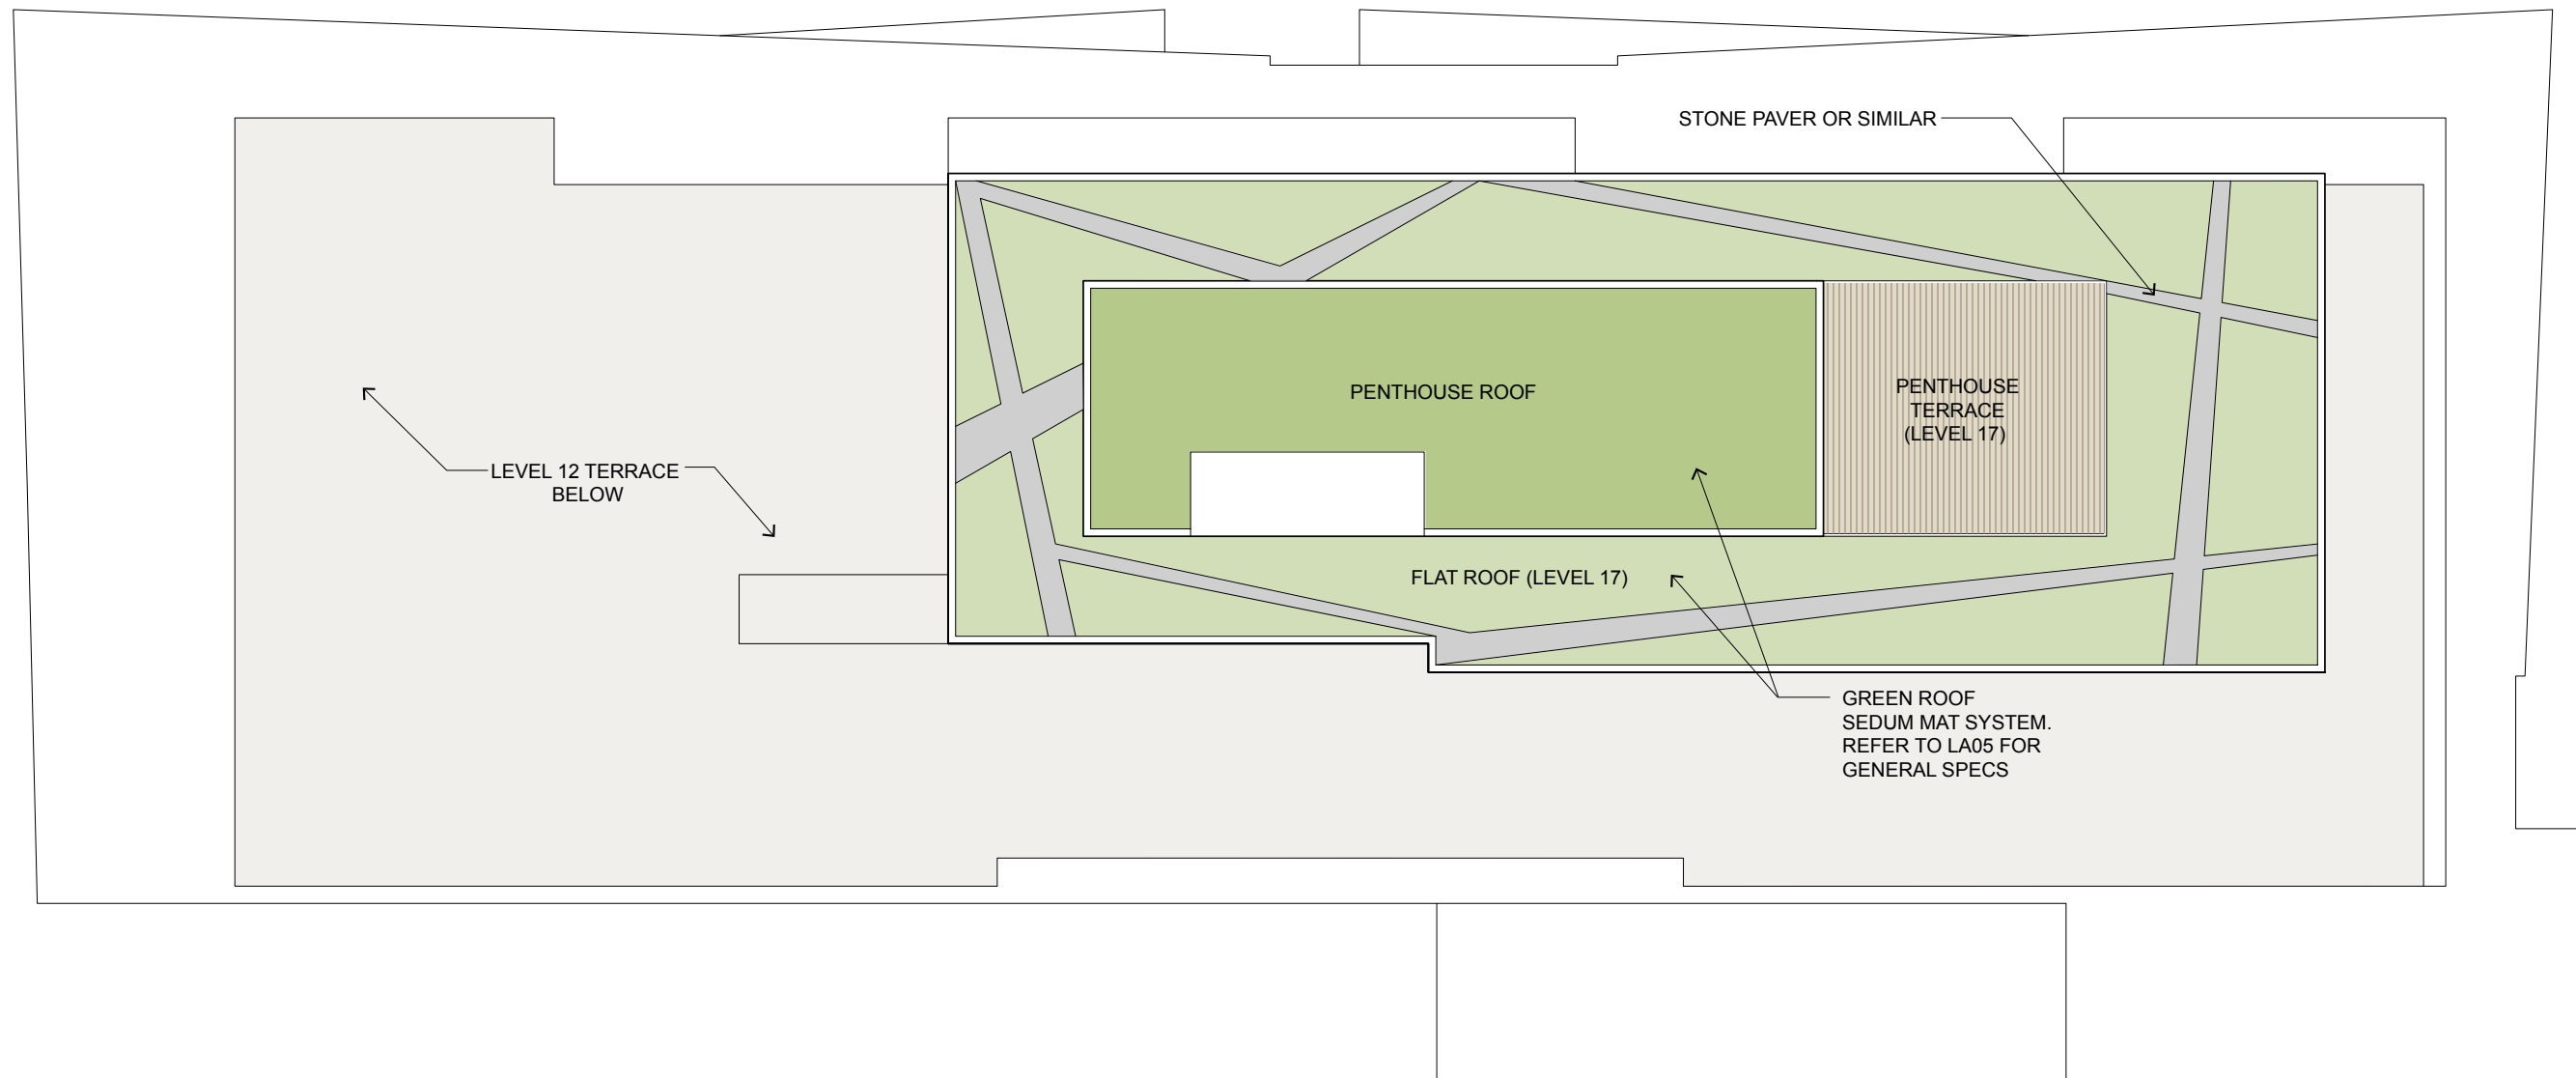 STONE PAVER OR SIMILAR
PENTHOUSE ROOF
PENTHOUSE
TERRACE
(LEVEL 17)
LEVEL 12 TERRACE
BELOW
FLAT ROOF (LEVEL 17)
GREEN ROOF
SEDUM MAT SYSTEM.
REFER TO LA05 FOR
GENERAL SPECS